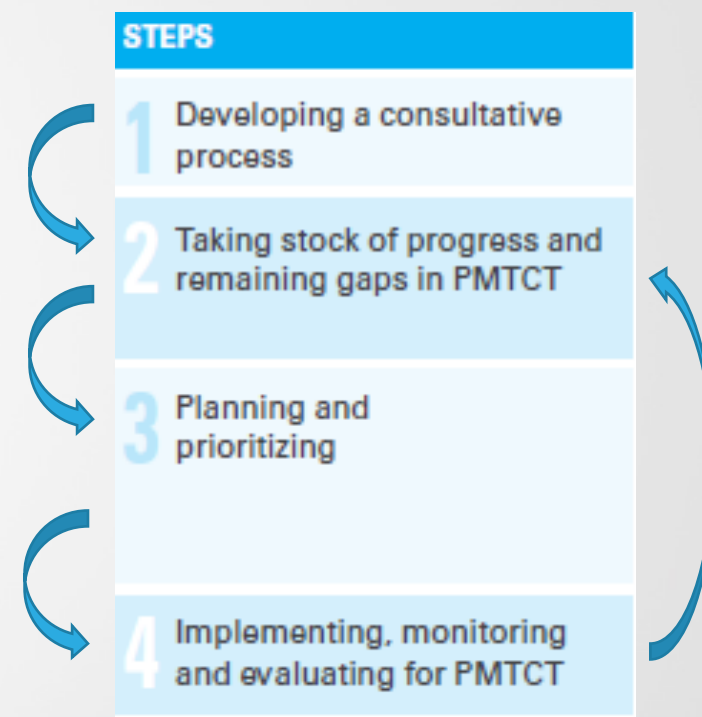 STEPS
1 Developing a consultative
process
2 Taking stock of progress and
remaining gaps in PMTCT
3 Planning and
prioritizing
4 Implementing, monitoring
and evaluating for PMTCT